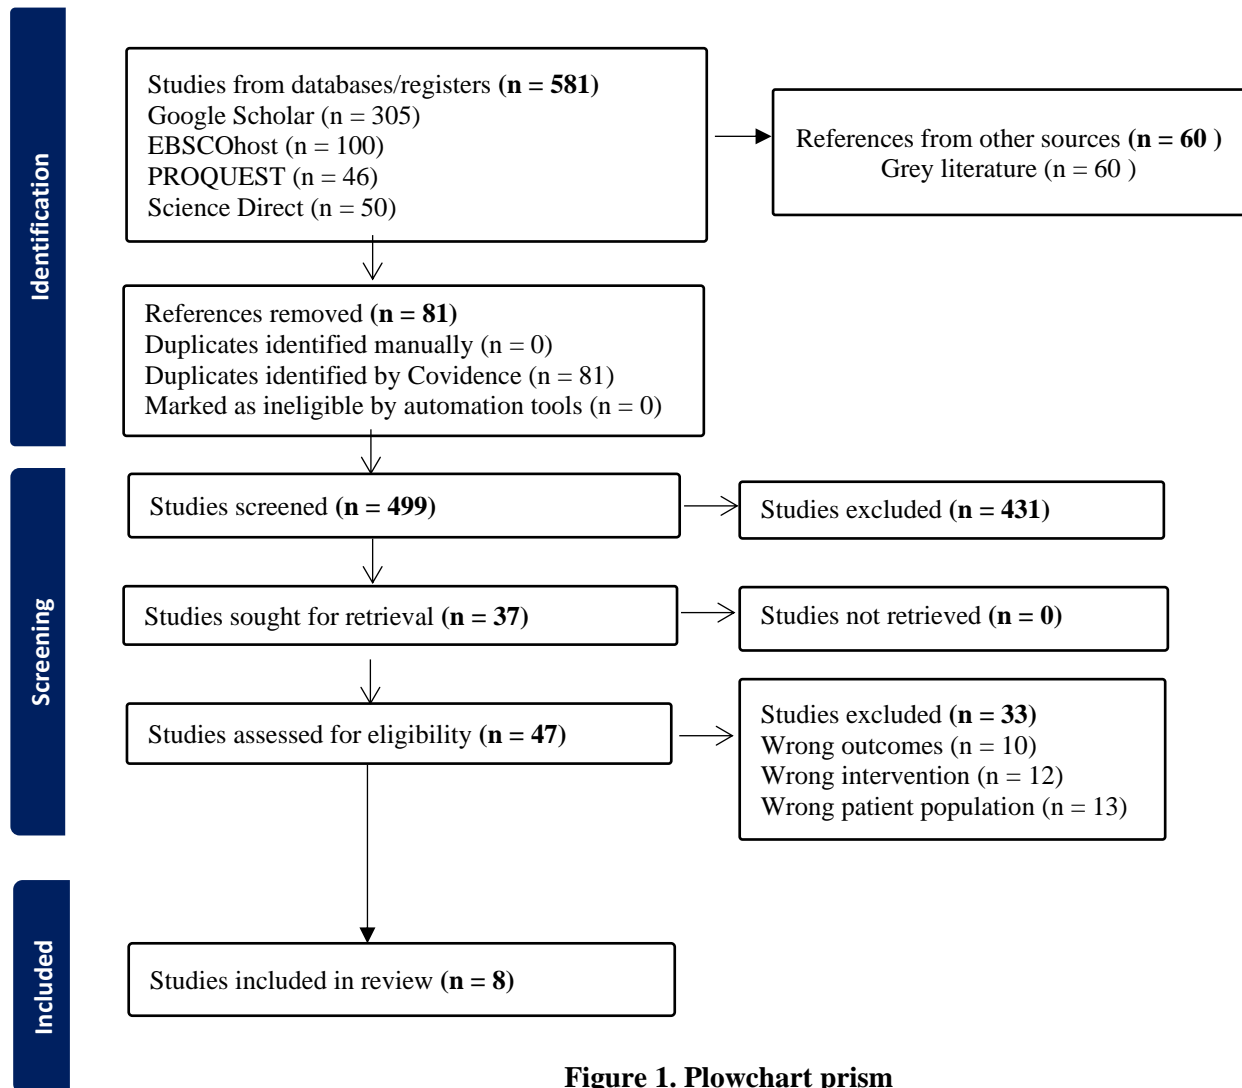 Identification
Studies from databases/registers (n = 581)
Google Scholar (n = 305)
EBSCOhost (n = 100)
PROQUEST (n = 46)
Science Direct (n = 50)
References from other sources (n = 60 )
Grey literature (n = 60 )
References removed (n = 81)
Duplicates identified manually (n = 0)
Duplicates identified by Covidence (n = 81)
Marked as ineligible by automation tools (n = 0)
Screening
Studies screened (n = 499)
Studies excluded (n = 431)
Studies sought for retrieval (n = 37)
Studies not retrieved (n = 0)
Studies assessed for eligibility (n = 47)
Studies excluded (n = 33)
Wrong outcomes (n = 10)
Wrong intervention (n = 12)
Wrong patient population (n = 13)
Included
Studies included in review (n = 8)
Figure 1. Plowchart prism